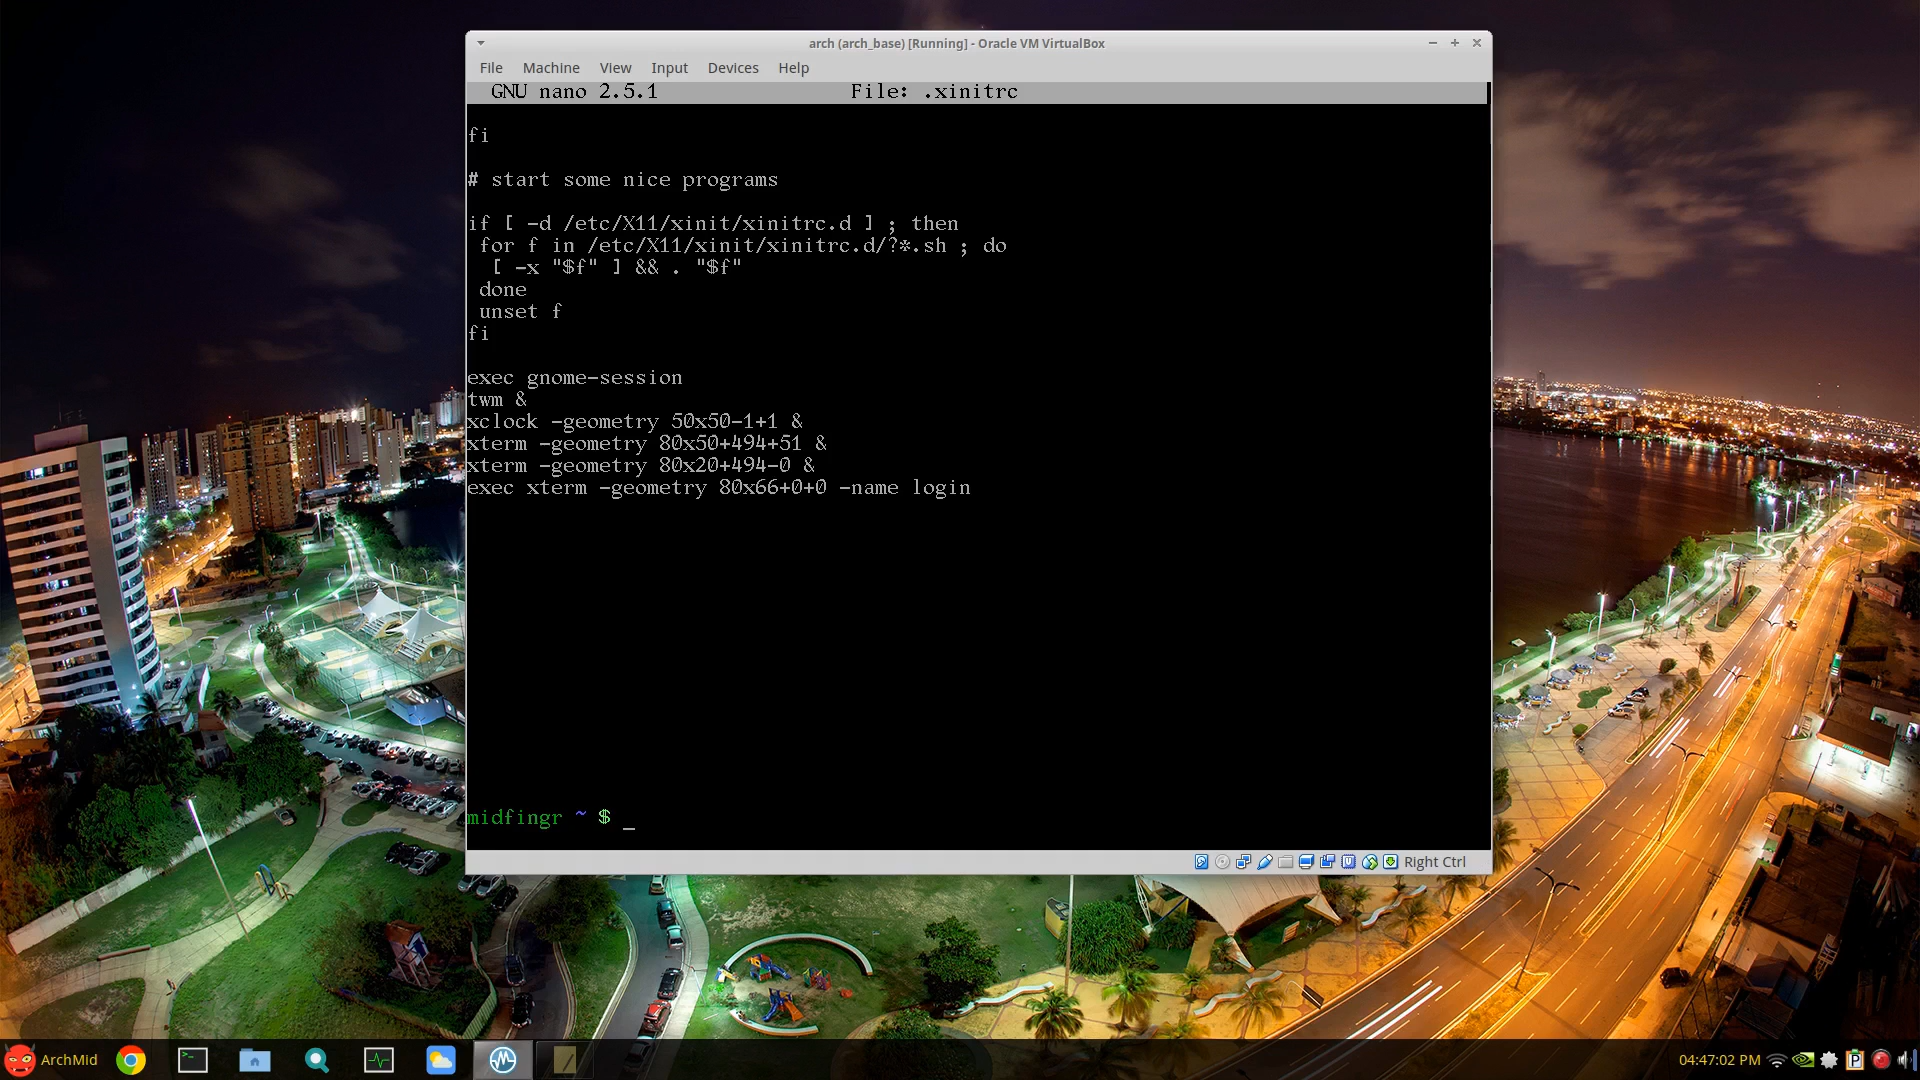 arch (arch_base) [Running] - Oracle VM VirtualBox
File Machine View Input Devices Help
GNU nano 2.5.1 File: .xinitrc
fi
# start some nice programs
if [ -d /etc/X11/xinit/xinitrc.d ] ; then
for f in /etc/X11/xinit/xinitrc.d/?*.sh ; do
[ -x "$f" ] && . "$f"
done
unset f
fi
exec gnome-session
twm &
xclock -geometry 50x50-1+1 &
xterm -geometry 80x50+494+51 &
xterm -geometry 80x20+494-0 &
exec xterm -geometry 80x66+0+0 -name login
midfingr ~ $ _
Right Ctrl
ArchMid
04:47:02 PM